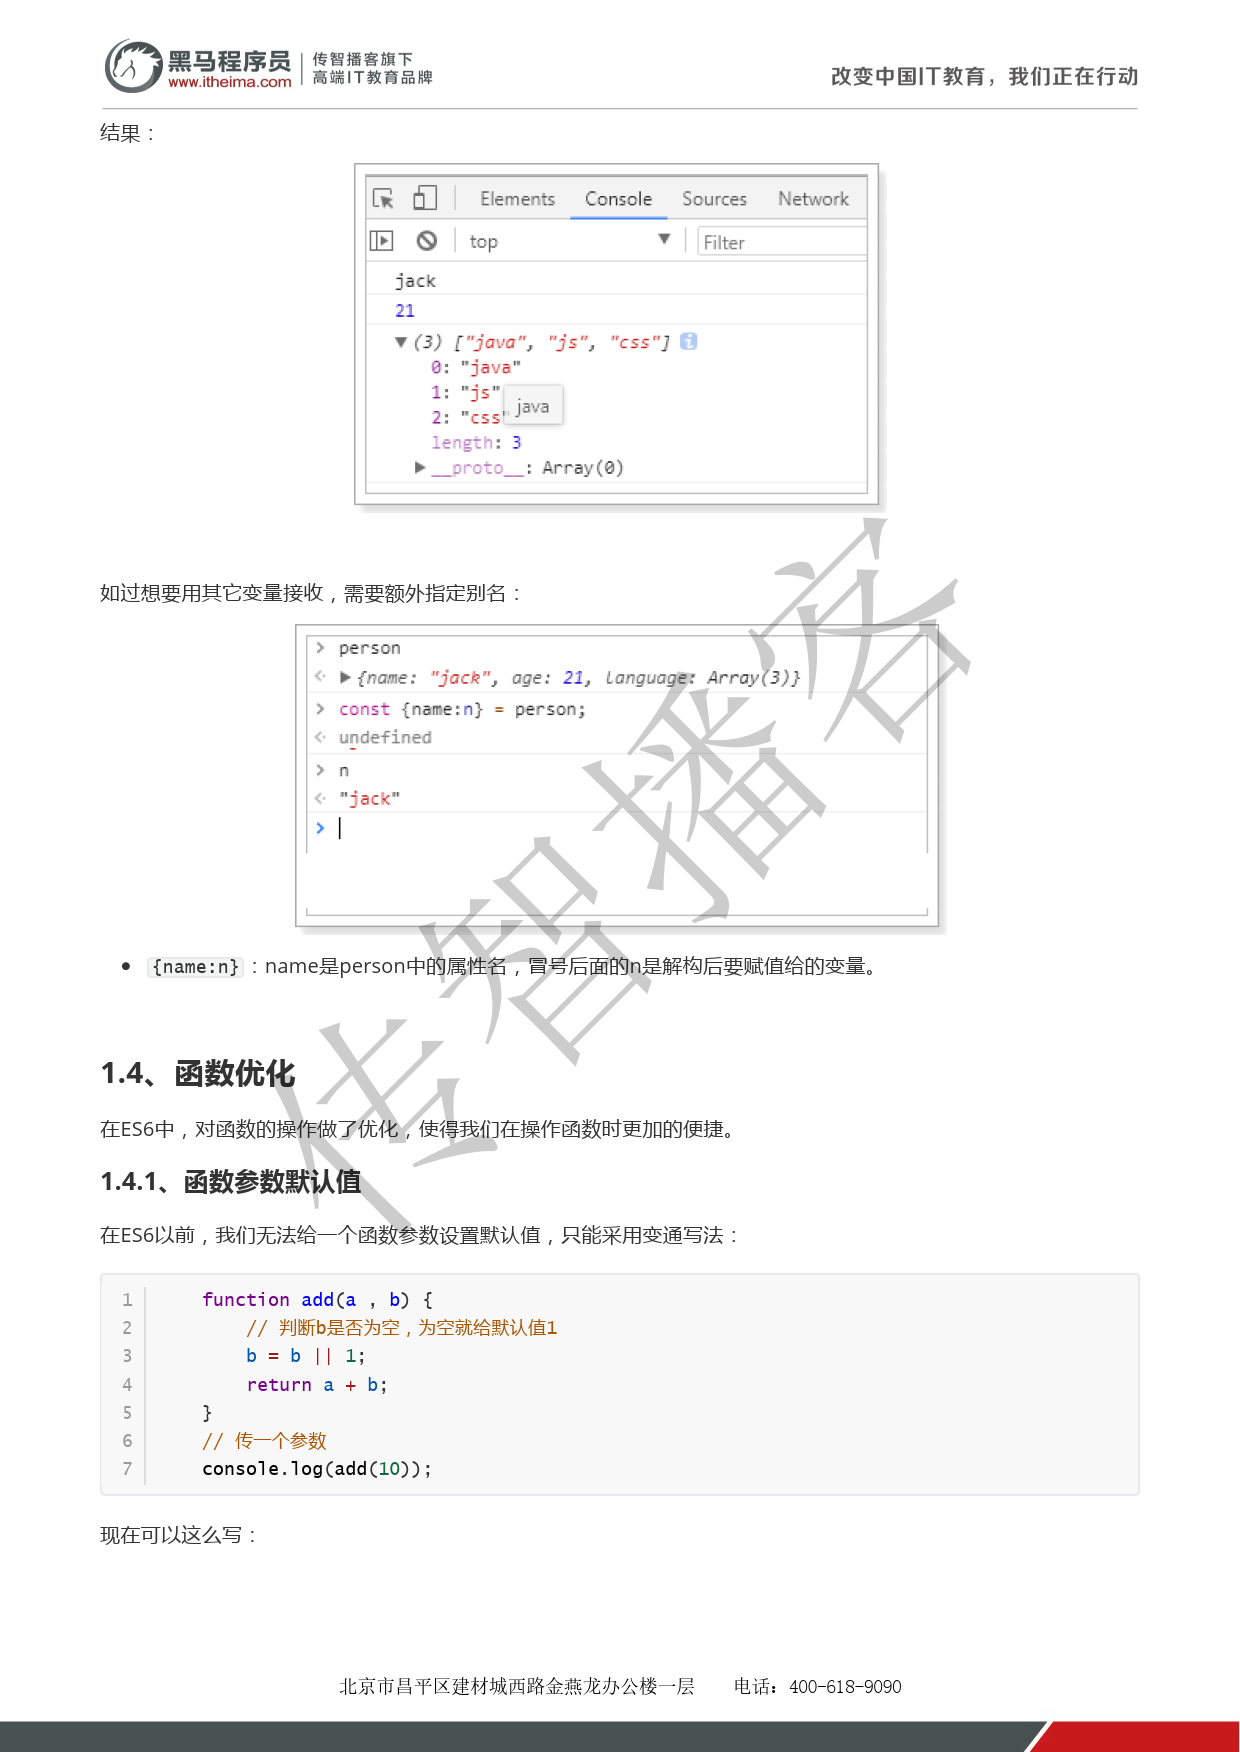 黑马程序员
www.itheima.com
传智播客旗下
高端IT教育品牌
改变中国IT教育，我们正在行动
结果：
Elements Console Sources Network
top ▼ Filter
jack
21
▼(3) ["java", "js", "css"] i
0: "java"
1: "js"
java
2: "css"
length: 3
▶__proto__: Array(0)
如过想要用其它变量接收，需要额外指定别名：
> person
<· ▶{name: "jack", age: 21, language: Array(3)}
> const {name:n} = person;
<· undefined
> n
<· "jack"
>
• {name:n}：name是person中的属性名，冒号后面的n是解构后要赋值给的变量。
1.4、函数优化
在ES6中，对函数的操作做了优化，使得我们在操作函数时更加的便捷。
1.4.1、函数参数默认值
在ES6以前，我们无法给一个函数参数设置默认值，只能采用变通写法：
1 function add(a , b) {
2 // 判断b是否为空，为空就给默认值1
3 b = b || 1;
4 return a + b;
5 }
6 // 传一个参数
7 console.log(add(10));
现在可以这么写：
传智播客
北京市昌平区建材城西路金燕龙办公楼一层 电话：400-618-9090